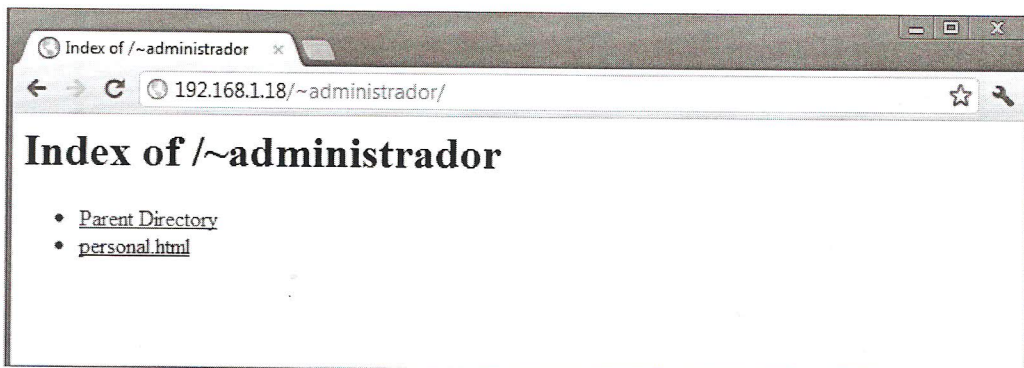 Index of /~administrador
192.168.1.18/~administrador/
Index of /~administrador
Parent Directory
personal.html